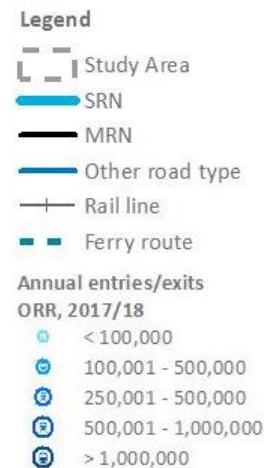 Legend
Study Area
SRN
MRN
Other road type
Rail line
Ferry route
Annual entries/exits
ORR, 2017/18
< 100,000
100,001 - 500,000
250,001 - 500,000
500,001 - 1,000,000
> 1,000,000